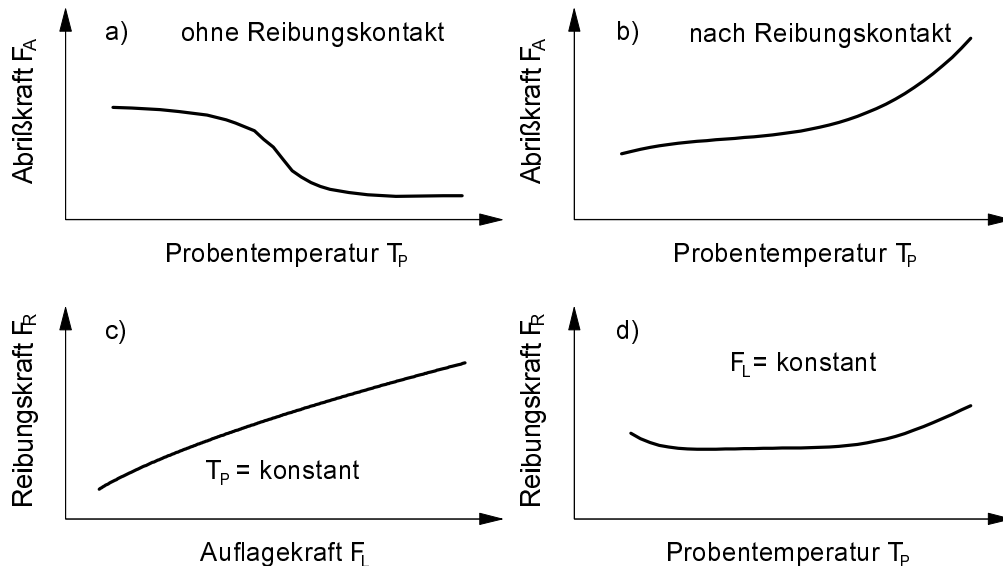 a) ohne Reibungskontakt
Abrißkraft F_A
Probentemperatur T_P
b) nach Reibungskontakt
Abrißkraft F_A
Probentemperatur T_P
c)
Reibungskraft F_R
T_P = konstant
Auflagekraft F_L
d)
Reibungskraft F_R
F_L = konstant
Probentemperatur T_P